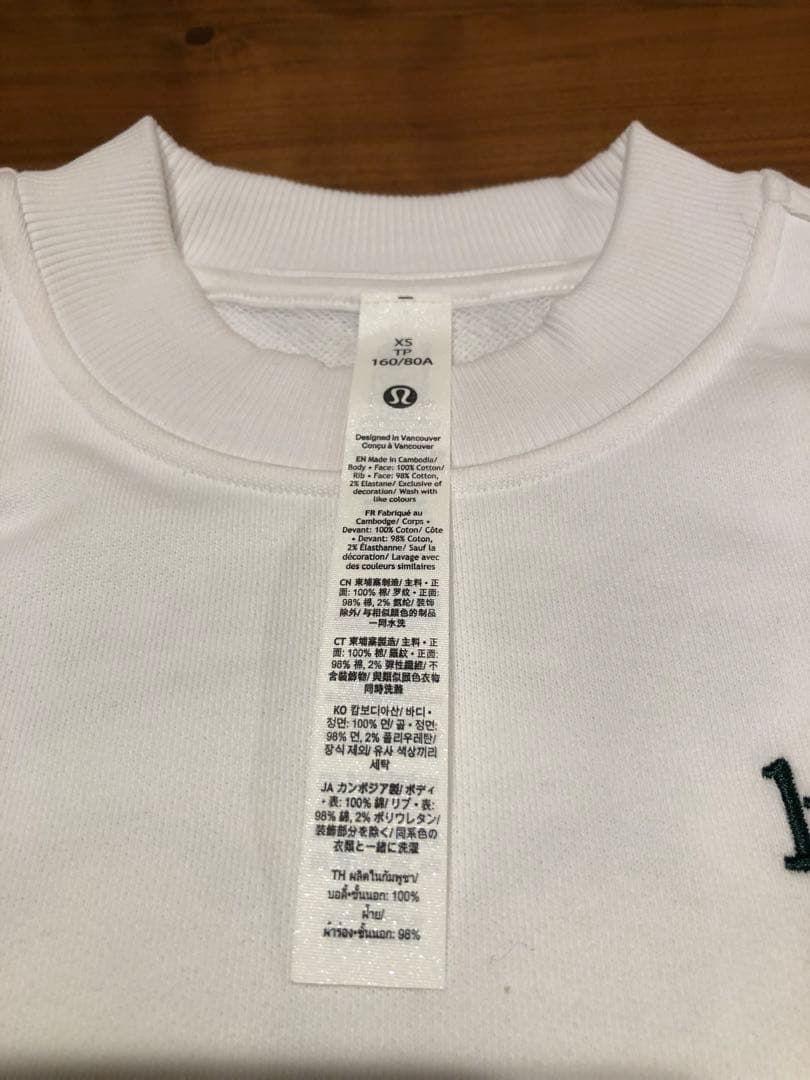 XS
TP
160/80A
Designed in Vancouver
Conçu à Vancouver
EN Made in Cambodia/
Body • Face: 100% Cotton/
Rib • Face: 98% Cotton,
2% Elastane/ Exclusive of
decoration/ Wash with
like colours
FR Fabriqué au
Cambodge/ Corps •
Devant: 100% Coton/ Côte
• Devant: 98% Coton,
2% Élasthanne/ Sauf la
décoration/ Lavage avec
des couleurs similaires
CN 柬埔寨制造/ 主料・正
面: 100% 棉/ 罗纹・正面:
98% 棉, 2% 氨纶/ 装饰
除外/ 与相似颜色的制品
一同水洗
CT 柬埔寨製造/ 主料・正
面: 100% 棉/ 羅紋・正面:
98% 棉, 2% 彈性纖維/ 不
含裝飾物/ 與類似顏色衣物
同時洗滌
KO 캄보디아산/ 바디・
정면: 100% 면/ 골・정면:
98% 면, 2% 폴리우레탄/
장식 제외/ 유사 색상끼리
세탁
JA カンボジア製/ ボディ
・表: 100% 綿/ リブ・表:
98% 綿, 2% ポリウレタン/
装飾部分を除く/ 同系色の
衣類と一緒に洗濯
TH ผลิตในกัมพูชา/
บอดี้•ชั้นนอก: 100%
ฝ้าย/
ผ้าร่อง•ชั้นนอก: 98%